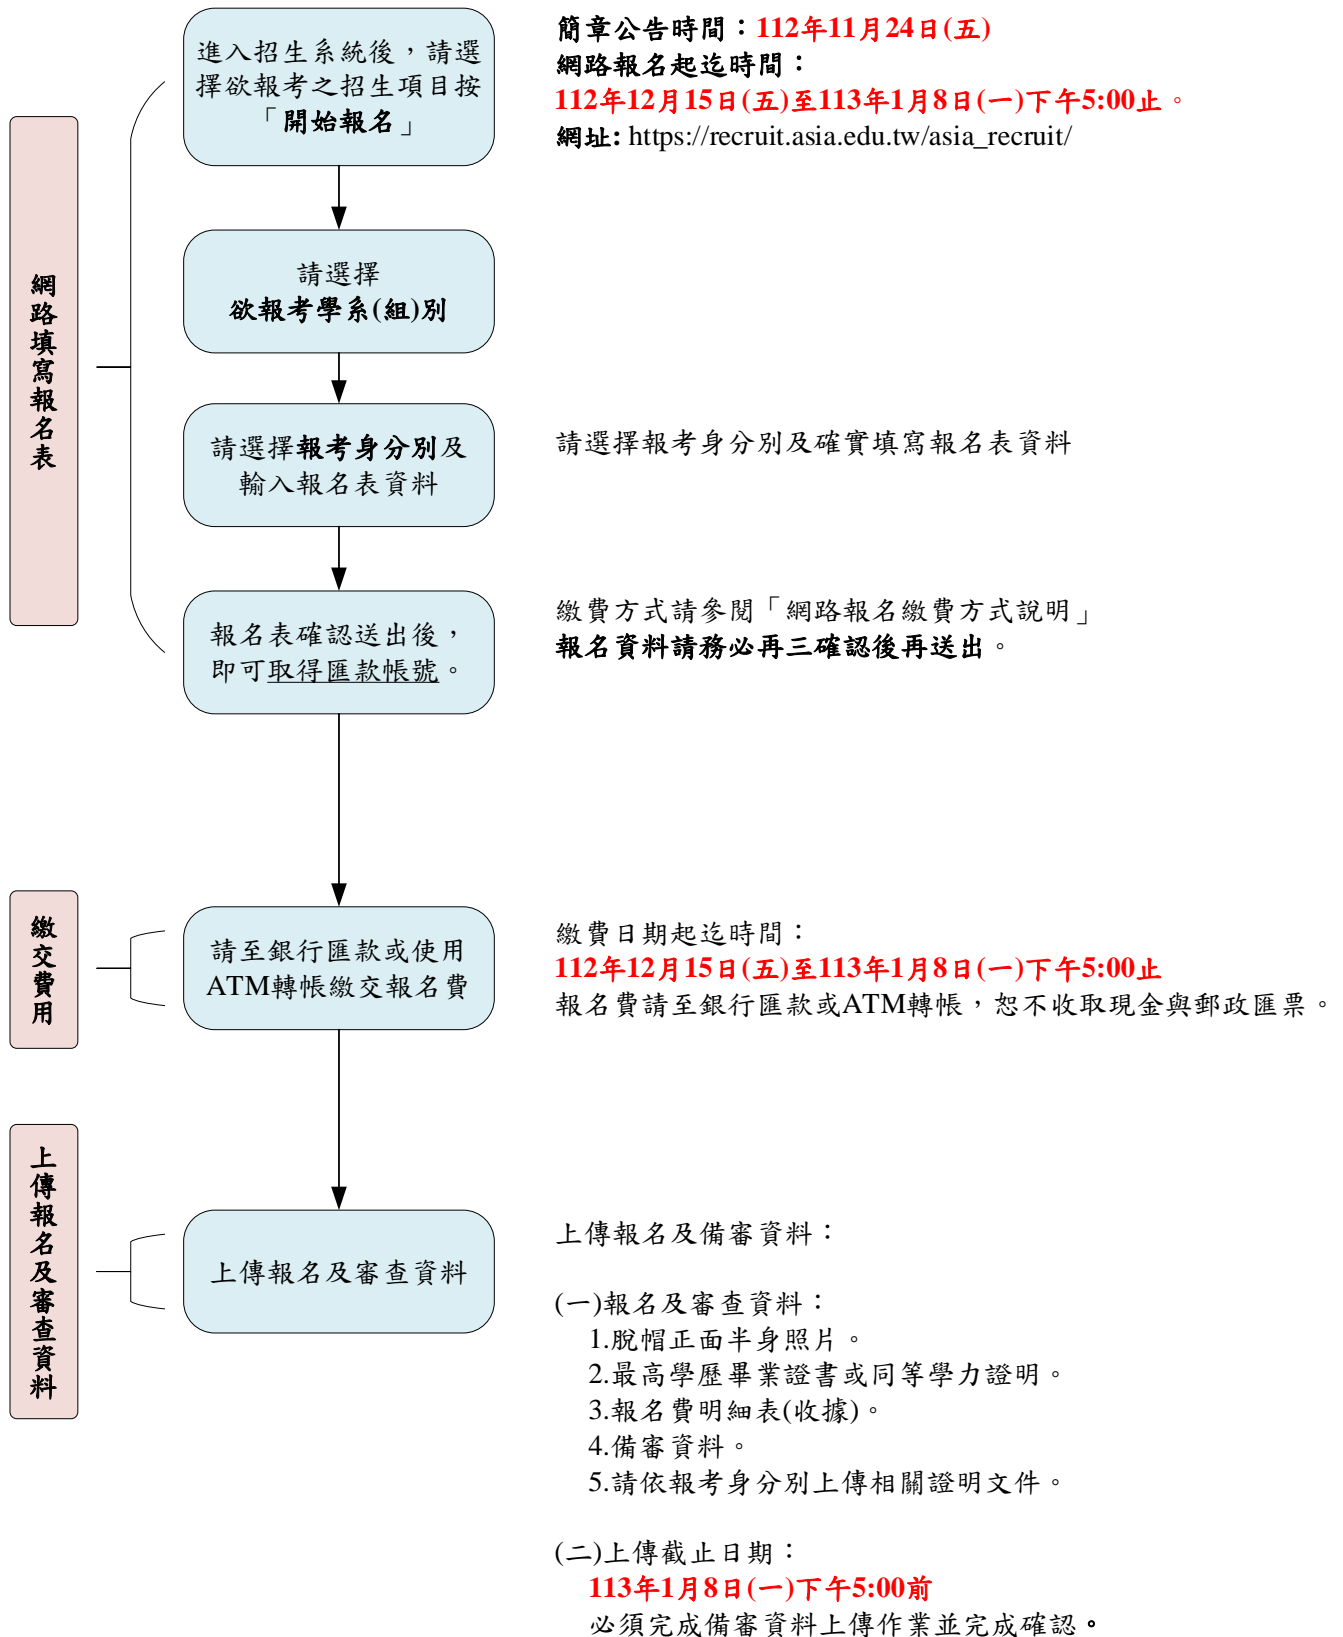 網路填寫報名表
進入招生系統後，請選
擇欲報考之招生項目按
「開始報名」
簡章公告時間：112年11月24日(五)
網路報名起迄時間：
112年12月15日(五)至113年1月8日(一)下午5:00止。
網址: https://recruit.asia.edu.tw/asia_recruit/
請選擇
欲報考學系(組)別
請選擇報考身分別及
輸入報名表資料
請選擇報考身分別及確實填寫報名表資料
報名表確認送出後，
即可取得匯款帳號。
繳費方式請參閱「網路報名繳費方式說明」
報名資料請務必再三確認後再送出。
繳交費用
請至銀行匯款或使用
ATM轉帳繳交報名費
繳費日期起迄時間：
112年12月15日(五)至113年1月8日(一)下午5:00止
報名費請至銀行匯款或ATM轉帳，恕不收取現金與郵政匯票。
上傳報名及審查資料
上傳報名及審查資料
上傳報名及備審資料：
(一)報名及審查資料：
1.脫帽正面半身照片。
2.最高學歷畢業證書或同等學力證明。
3.報名費明細表(收據)。
4.備審資料。
5.請依報考身分別上傳相關證明文件。
(二)上傳截止日期：
113年1月8日(一)下午5:00前
必須完成備審資料上傳作業並完成確認。